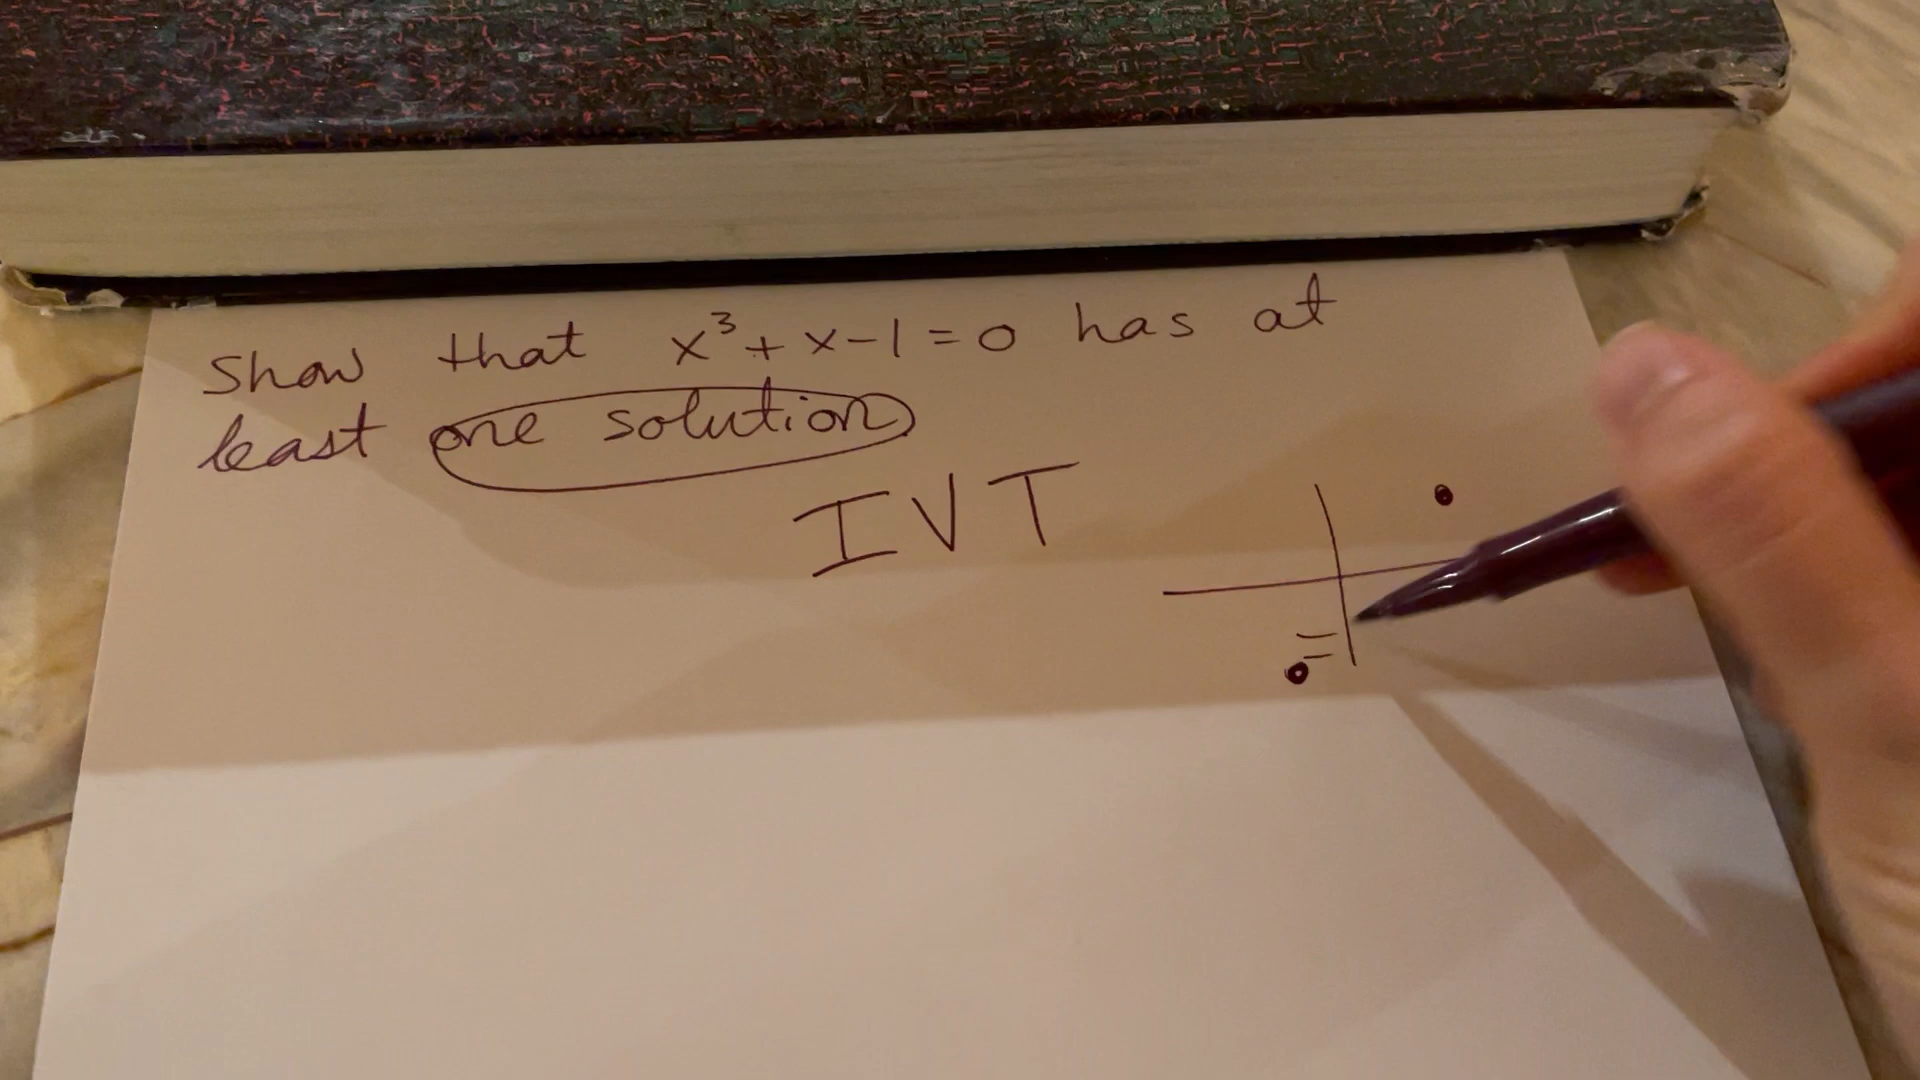 Show that x³ + x - 1 = 0 has at
least one solution
IVT